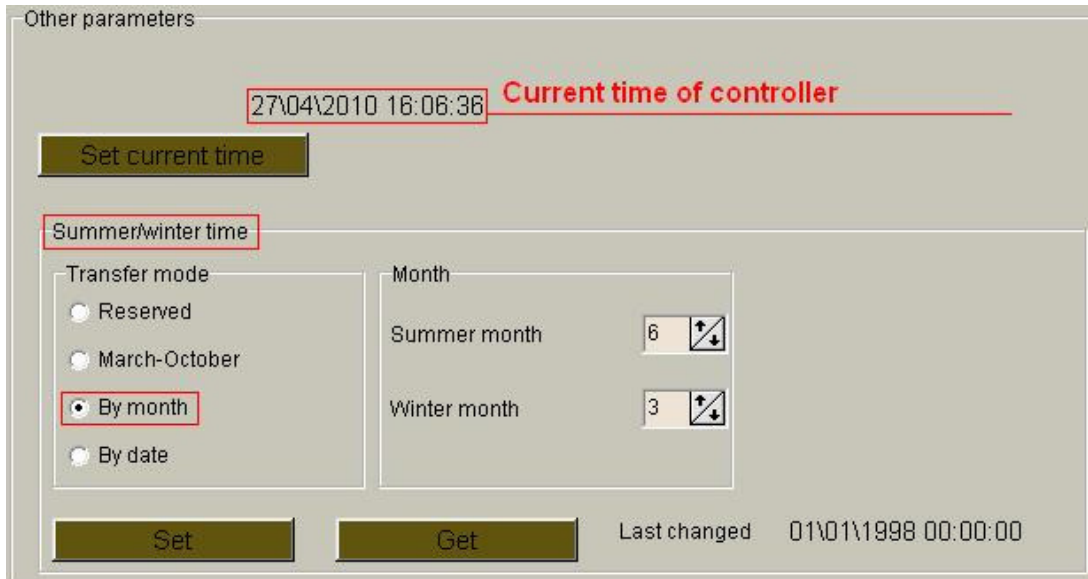 Other parameters
27\04\2010 16:06:36 Current time of controller
Set current time
Summer/winter time
Transfer mode
Month
Reserved
Summer month 6
March-October
By month
Winter month 3
By date
Set
Get
Last changed 01\01\1998 00:00:00